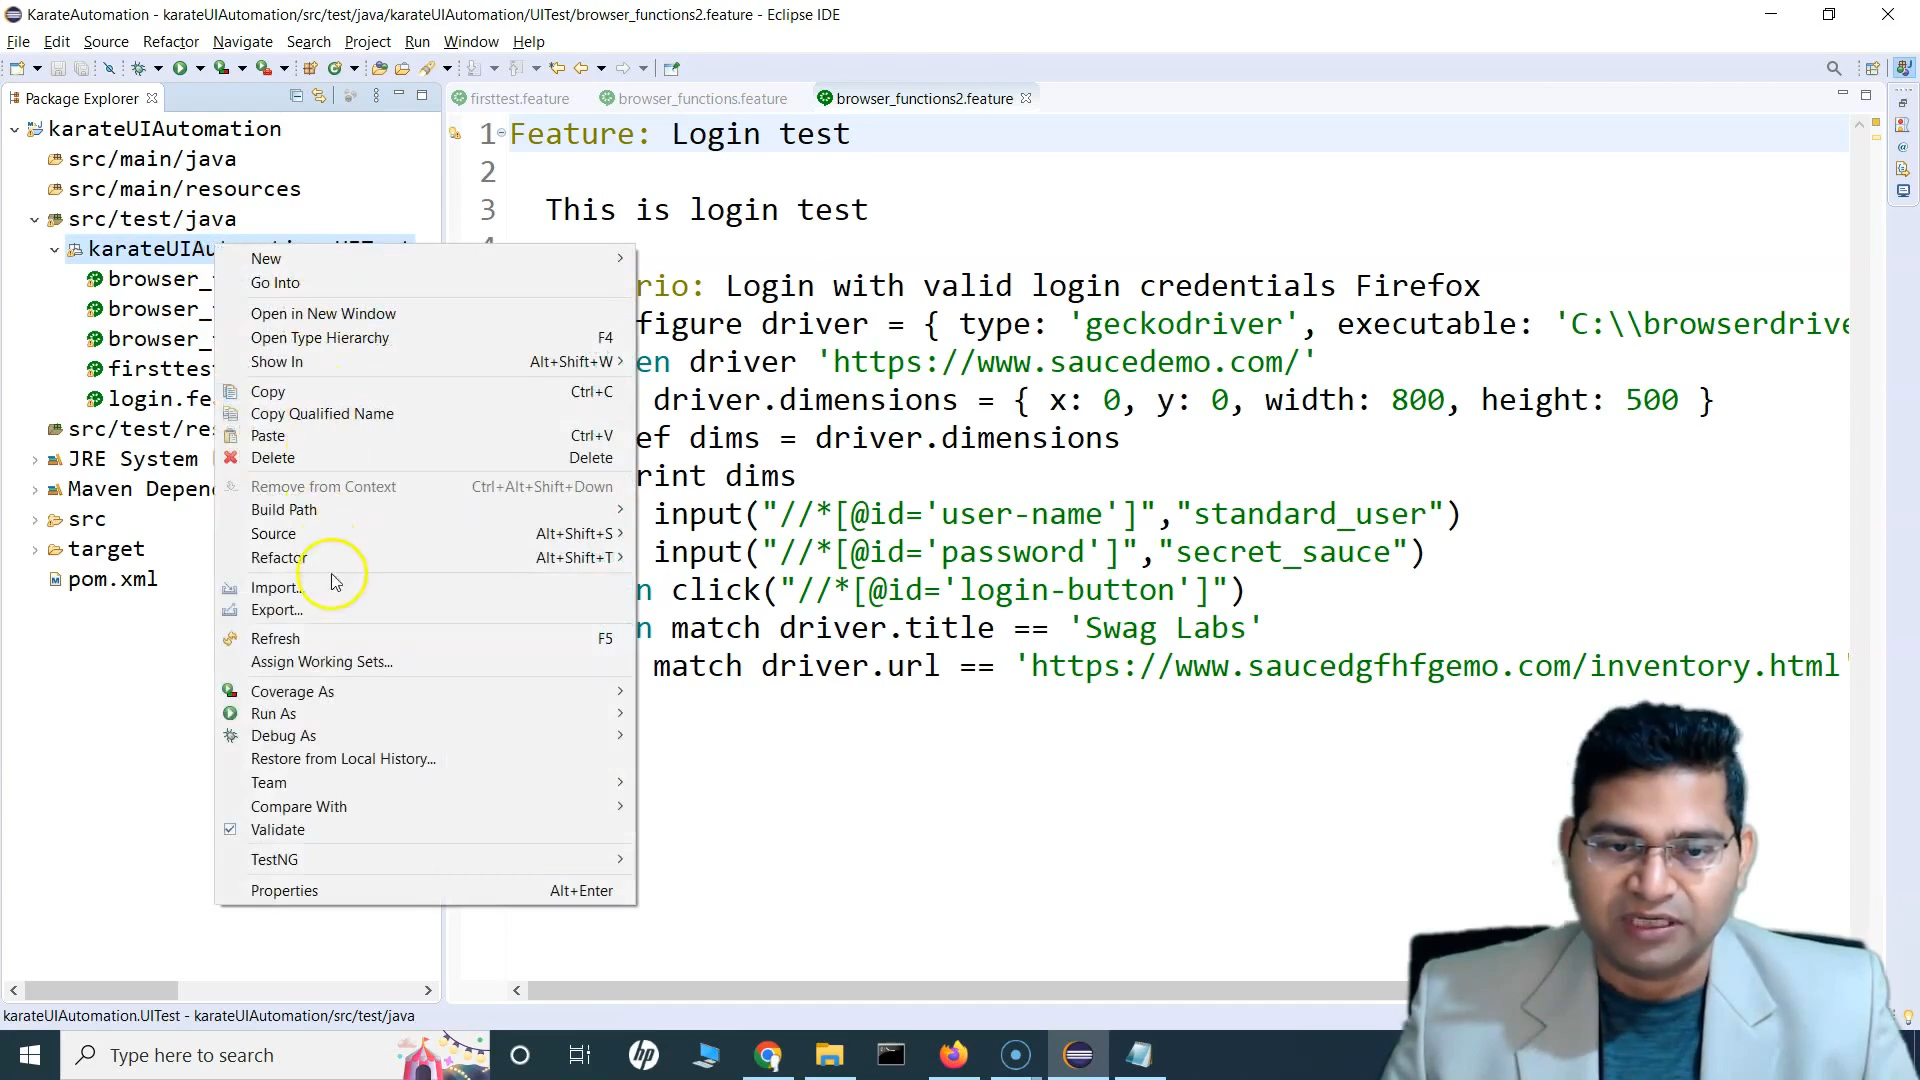 KarateAutomation - karateUIAutomation/src/test/java/karateUIAutomation/UITest/browser_functions2.feature - Eclipse IDE
File Edit Source Refactor Navigate Search Project Run Window Help
Package Explorer
firsttest.feature
browser_functions.feature
browser_functions2.feature
karateUIAutomation
src/main/java
src/main/resources
src/test/java
karateUIAu
browser_
browser_
browser_
firsttest
login.fe
src/test/res
JRE System
Maven Depen
src
target
pom.xml
New
Go Into
Open in New Window
Open Type Hierarchy F4
Show In Alt+Shift+W
Copy Ctrl+C
Copy Qualified Name
Paste Ctrl+V
Delete Delete
Remove from Context Ctrl+Alt+Shift+Down
Build Path
Source Alt+Shift+S
Refactor Alt+Shift+T
Import...
Export...
Refresh F5
Assign Working Sets...
Coverage As
Run As
Debug As
Restore from Local History...
Team
Compare With
Validate
TestNG
Properties Alt+Enter
1 Feature: Login test
2
3 This is login test
rio: Login with valid login credentials Firefox
figure driver = { type: 'geckodriver', executable: 'C:\\browserdrive
en driver 'https://www.saucedemo.com/'
driver.dimensions = { x: 0, y: 0, width: 800, height: 500 }
ef dims = driver.dimensions
rint dims
input("//*[@id='user-name']","standard_user")
input("//*[@id='password']","secret_sauce")
n click("//*[@id='login-button']")
n match driver.title == 'Swag Labs'
match driver.url == 'https://www.saucedgfhfgemo.com/inventory.html'
karateUIAutomation.UITest - karateUIAutomation/src/test/java
Type here to search
hp